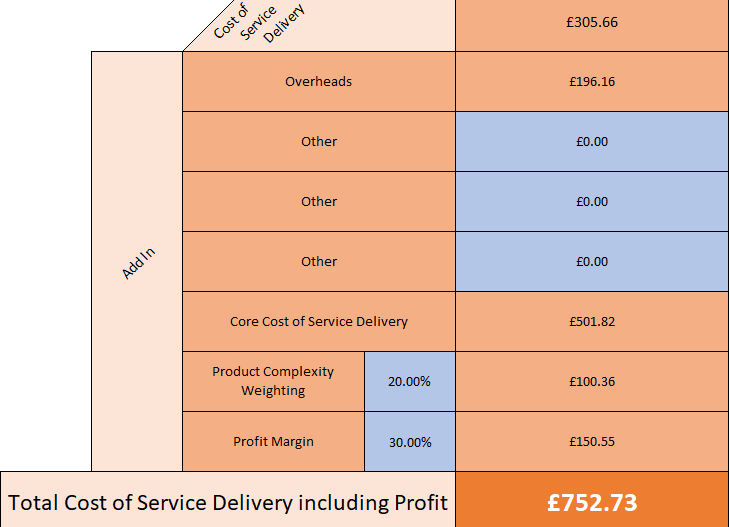 Cost of
Service
Delivery
£305.66
Overheads £196.16
Other £0.00
Other £0.00
Other £0.00
Add In
Core Cost of Service Delivery £501.82
Product Complexity
Weighting
20.00% £100.36
Profit Margin 30.00% £150.55
Total Cost of Service Delivery including Profit £752.73